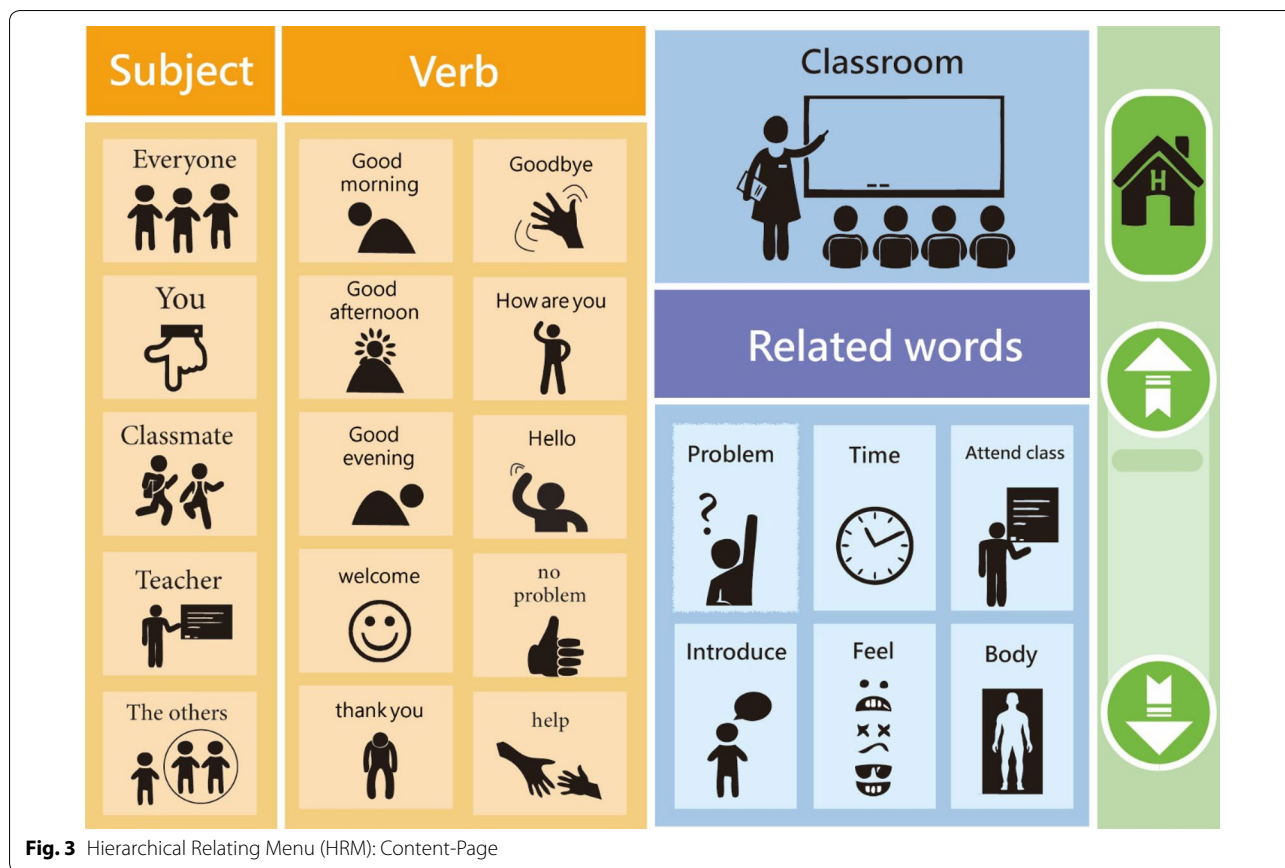 Subject
Verb
Classroom
Everyone
Good
morning
Goodbye
H
You
Good
afternoon
How are you
Related words
Classmate
Good
evening
Hello
Problem
?
Time
Attend class
Teacher
welcome
no
problem
Introduce
Feel
Body
The others
thank you
help
Fig. 3 Hierarchical Relating Menu (HRM): Content-Page